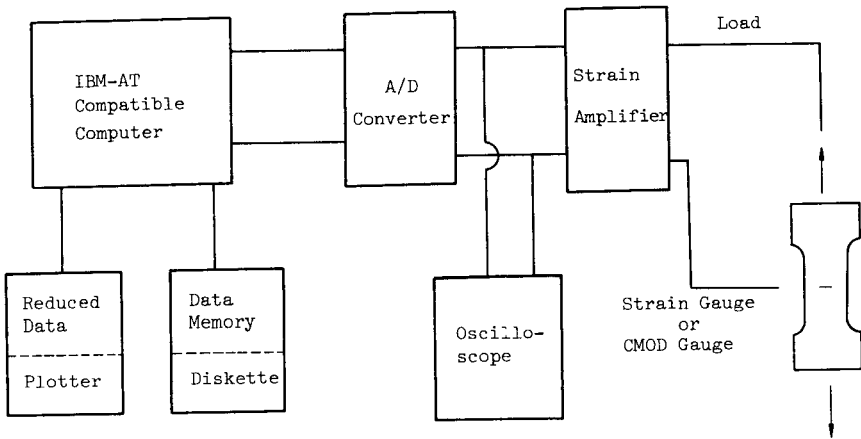 IBM-AT
Compatible
Computer
A/D
Converter
Strain
Amplifier
Load
Reduced
Data
Plotter
Data
Memory
Diskette
Oscillo-
scope
Strain Gauge
or
CMOD Gauge